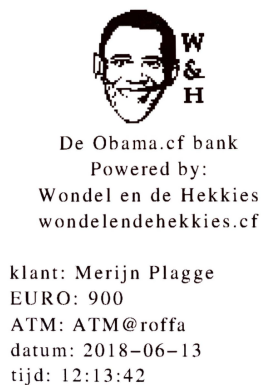 W
&
H
De Obama.cf bank
Powered by:
Wondel en de Hekkies
wondelendehekkies.cf
klant: Merijn Plagge
EURO: 900
ATM: ATM@roffa
datum: 2018-06-13
tijd: 12:13:42